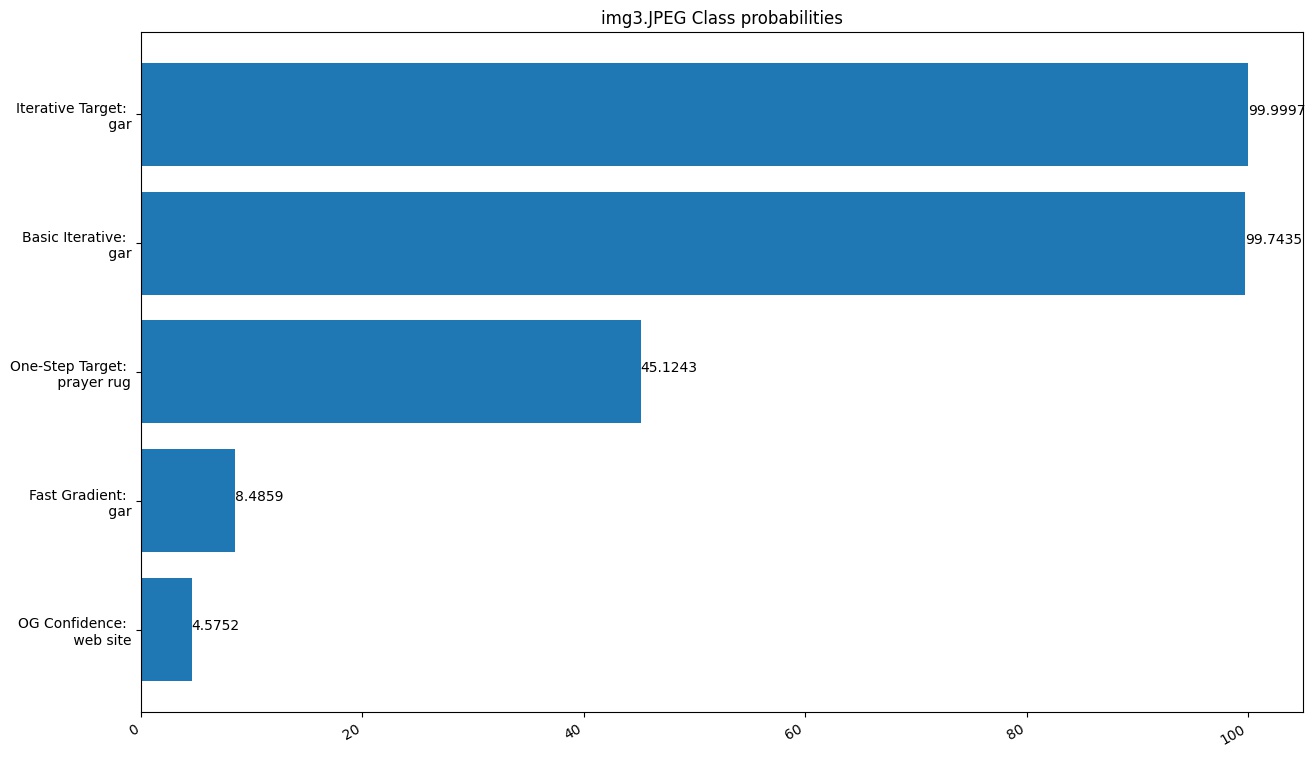 img3.JPEG Class probabilities
Iterative Target:
gar
99.9997
Basic Iterative:
gar
99.7435
One-Step Target:
prayer rug
45.1243
Fast Gradient:
gar
8.4859
OG Confidence:
web site
4.5752
0
20
40
60
80
100